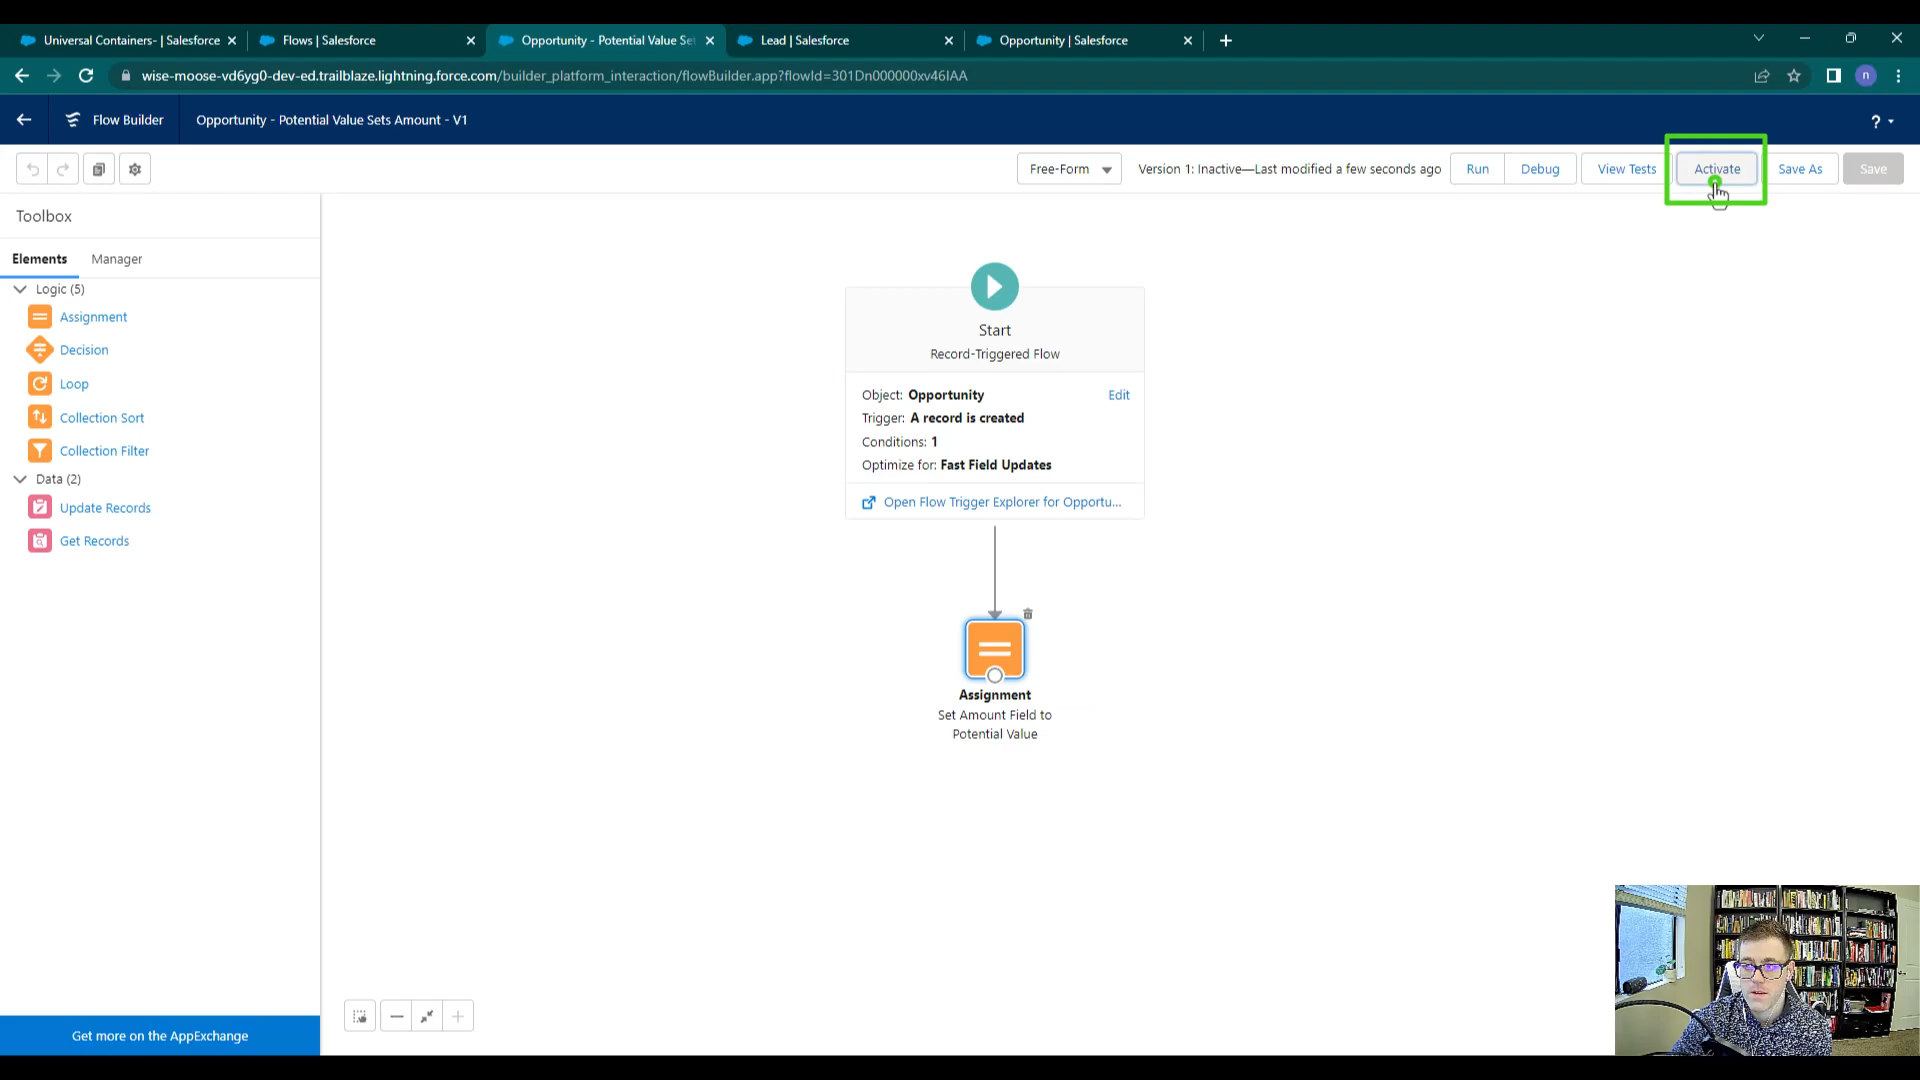 Universal Containers- | Salesforce
Flows | Salesforce
Opportunity - Potential Value Set
Lead | Salesforce
Opportunity | Salesforce
wise-moose-vd6yg0-dev-ed.trailblaze.lightning.force.com/builder_platform_interaction/flowBuilder.app?flowId=301Dn000000xv46IAA
n
Flow Builder
Opportunity - Potential Value Sets Amount - V1
?
Free-Form
Version 1: Inactive—Last modified a few seconds ago
Run
Debug
View Tests
Activate
Save As
Save
Toolbox
Elements
Manager
Logic (5)
Assignment
Decision
Loop
Collection Sort
Collection Filter
Data (2)
Update Records
Get Records
Start
Record-Triggered Flow
Object: Opportunity
Edit
Trigger: A record is created
Conditions: 1
Optimize for: Fast Field Updates
Open Flow Trigger Explorer for Opportu...
Assignment
Set Amount Field to
Potential Value
Get more on the AppExchange